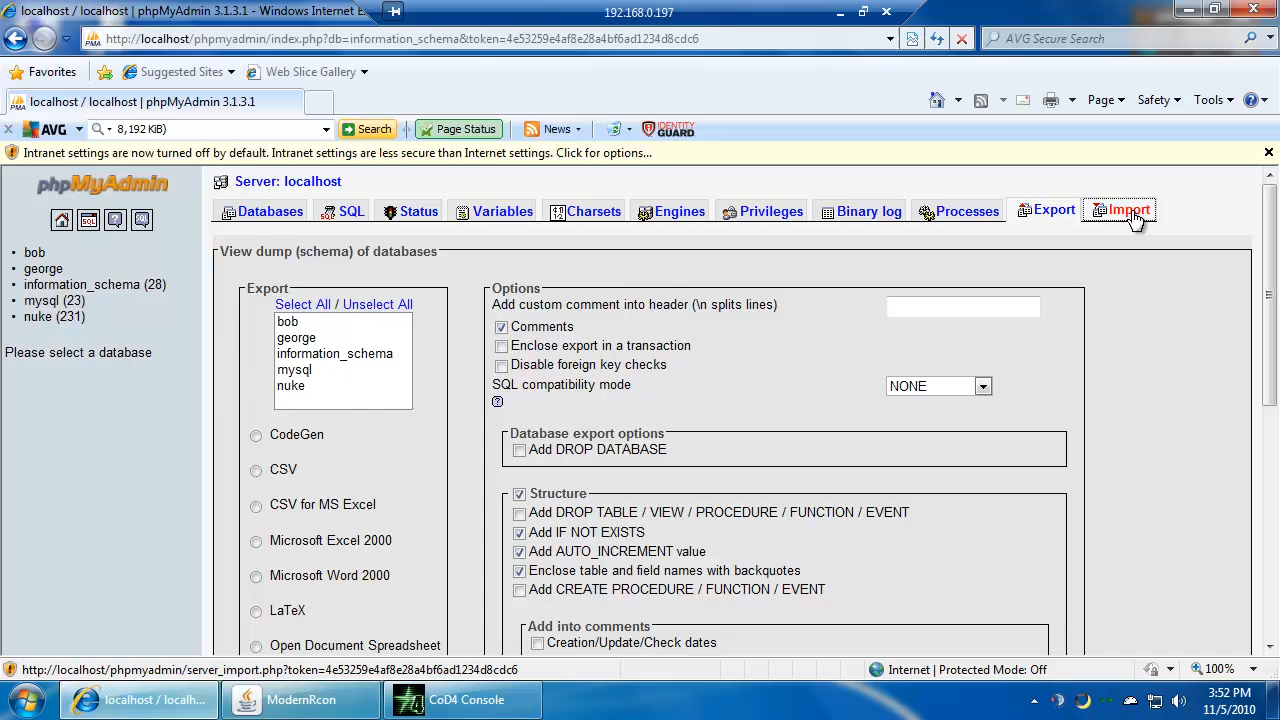 localhost / localhost | phpMyAdmin 3.1.3.1 - Windows Internet E
192.168.0.197
http://localhost/phpmyadmin/index.php?db=information_schema&token=4e53259e4af8e28a4bf6ad1234d8cdc6
AVG Secure Search
Favorites
Suggested Sites
Web Slice Gallery
localhost / localhost | phpMyAdmin 3.1.3.1
Page
Safety
Tools
AVG
8,192 KiB)
Search
Page Status
News
IDENTITY GUARD
Intranet settings are now turned off by default. Intranet settings are less secure than Internet settings. Click for options...
phpMyAdmin
SQL
bob
george
information_schema (28)
mysql (23)
nuke (231)
Please select a database
Server: localhost
Databases
SQL
Status
Variables
Charsets
Engines
Privileges
Binary log
Processes
Export
Import
View dump (schema) of databases
Export
Select All / Unselect All
bob
george
information_schema
mysql
nuke
CodeGen
CSV
CSV for MS Excel
Microsoft Excel 2000
Microsoft Word 2000
LaTeX
Open Document Spreadsheet
Options
Add custom comment into header (\n splits lines)
Comments
Enclose export in a transaction
Disable foreign key checks
SQL compatibility mode
NONE
Database export options
Add DROP DATABASE
Structure
Add DROP TABLE / VIEW / PROCEDURE / FUNCTION / EVENT
Add IF NOT EXISTS
Add AUTO_INCREMENT value
Enclose table and field names with backquotes
Add CREATE PROCEDURE / FUNCTION / EVENT
Add into comments
Creation/Update/Check dates
http://localhost/phpmyadmin/server_import.php?token=4e53259e4af8e28a4bf6ad1234d8cdc6
Internet | Protected Mode: Off
100%
localhost / localh...
ModernRcon
CoD4 Console
3:52 PM
11/5/2010